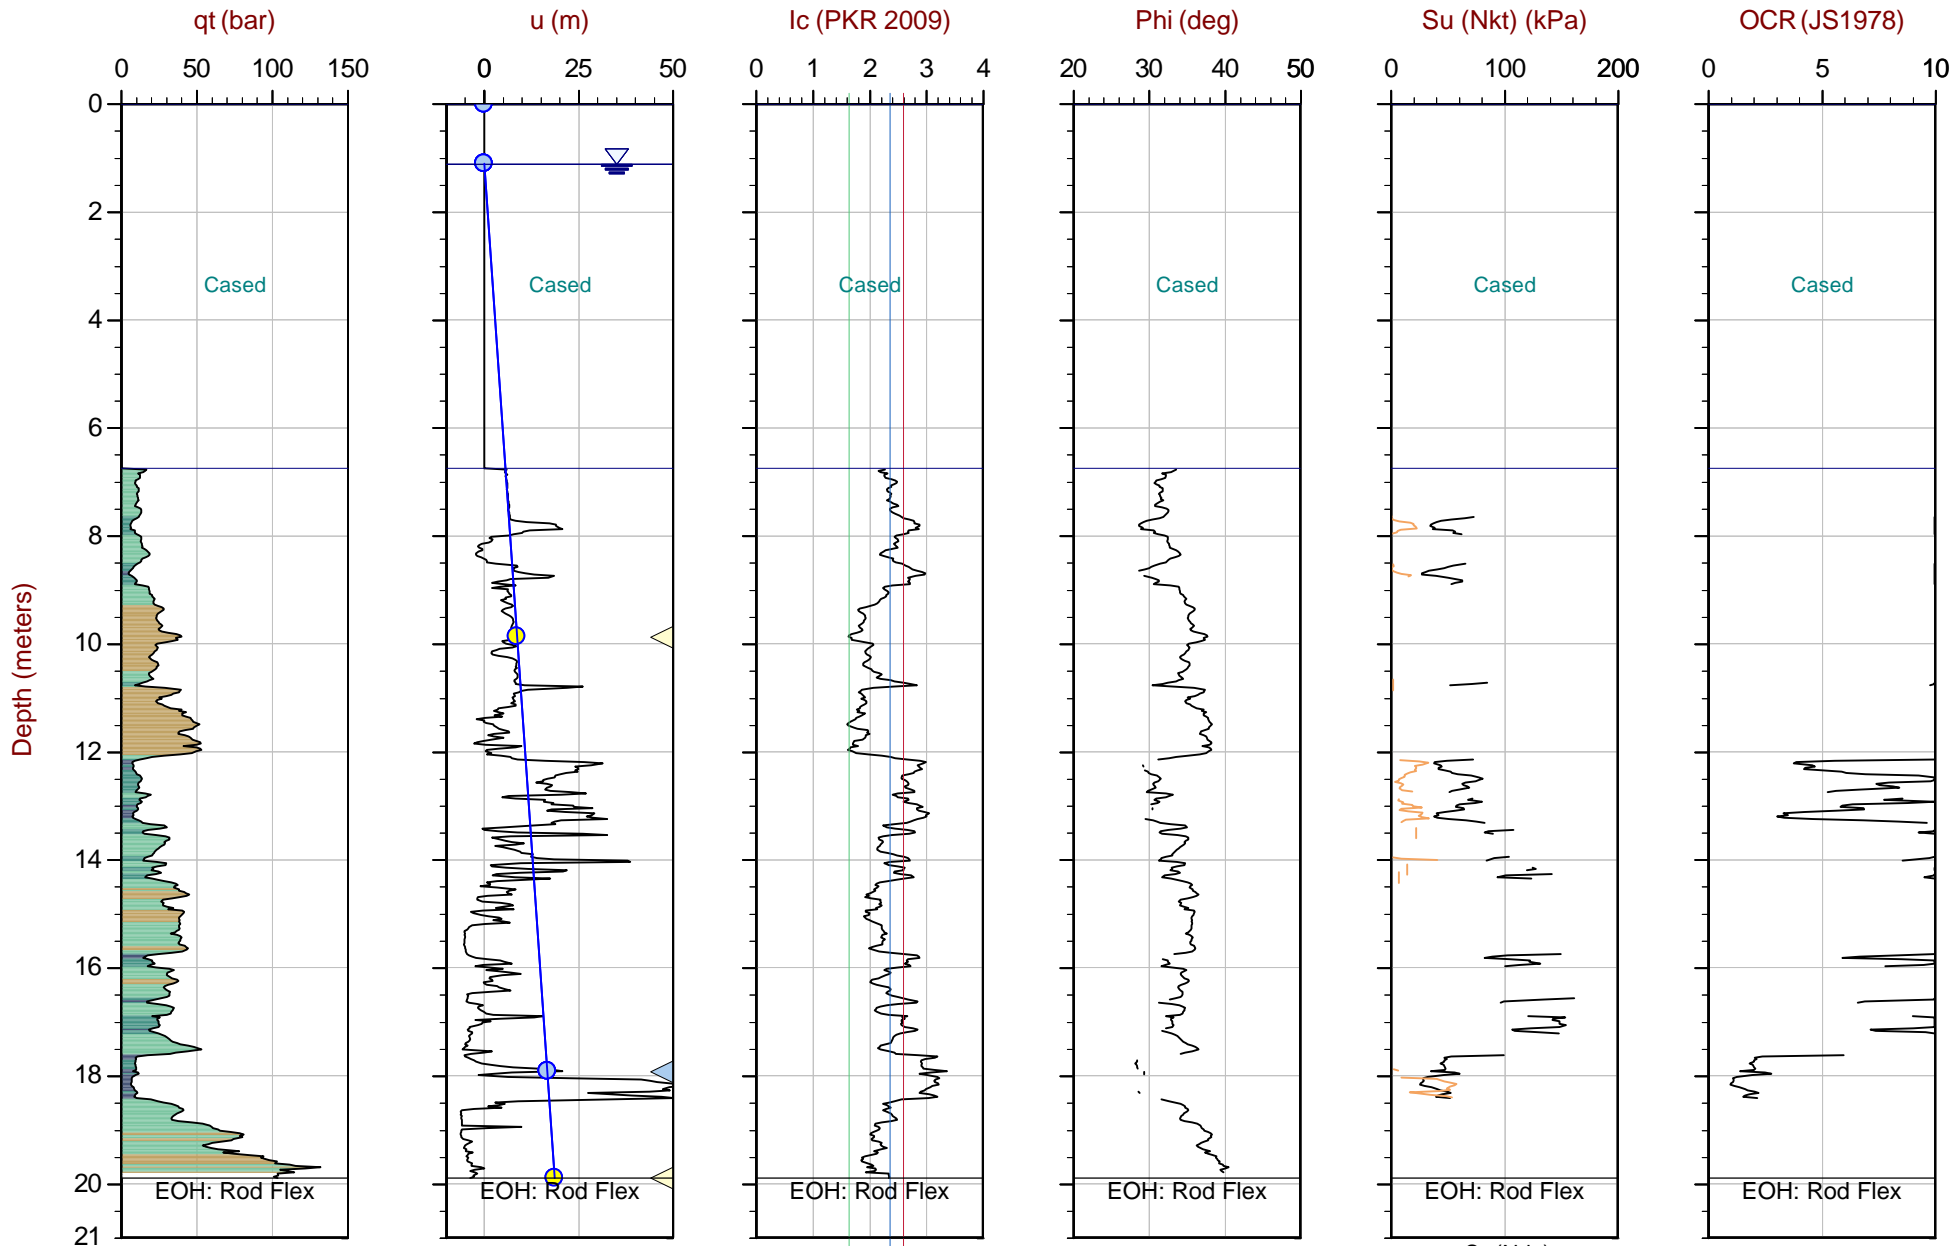 qt (bar) u (m) Ic (PKR 2009) Phi (deg) Su (Nkt) (kPa) OCR (JS1978)
0 50 100 150 0 25 50 0 1 2 3 4 20 30 40 50 0 100 200 0 5 10
0
2
Cased Cased Cased Cased Cased Cased
4
6
8
10
12
14
16
18
20
EOH: Rod Flex EOH: Rod Flex EOH: Rod Flex EOH: Rod Flex EOH: Rod Flex EOH: Rod Flex
21
Depth (meters)